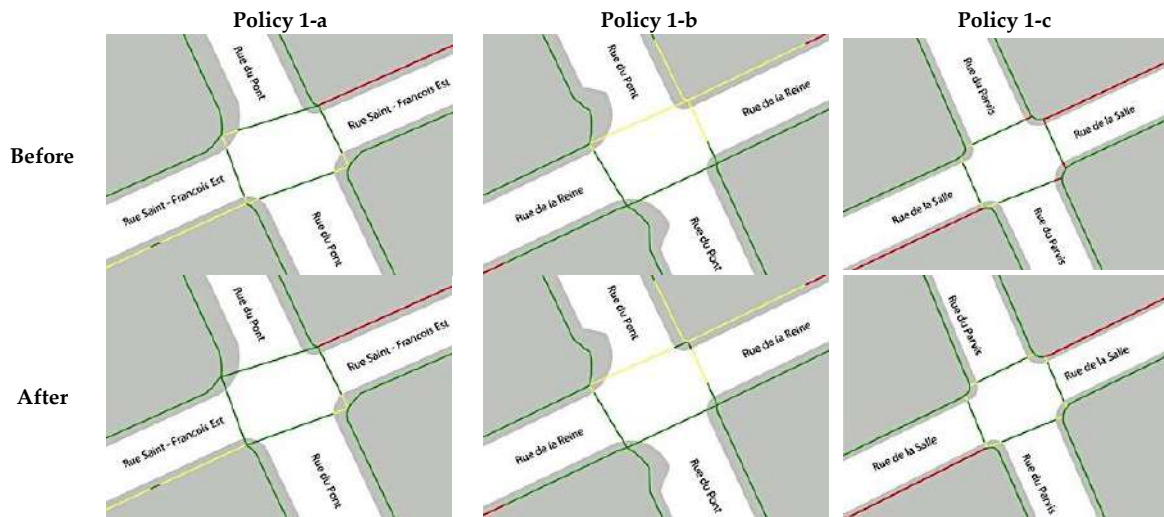 Policy 1-a
Policy 1-b
Policy 1-c
Before
Rue du Pont
Rue Saint - Francois Est
Rue Saint - Francois Est
Rue du Pont
Rue du Pont
Rue de la Reine
Rue de la Reine
Rue du Pont
Rue du Parvis
Rue de la Salle
Rue de la Salle
Rue du Parvis
After
Rue du Pont
Rue Saint - Francois Est
Rue Saint - Francois Est
Rue du Pont
Rue du Pont
Rue de la Reine
Rue de la Reine
Rue du Pont
Rue du Parvis
Rue de la Salle
Rue de la Salle
Rue du Parvis